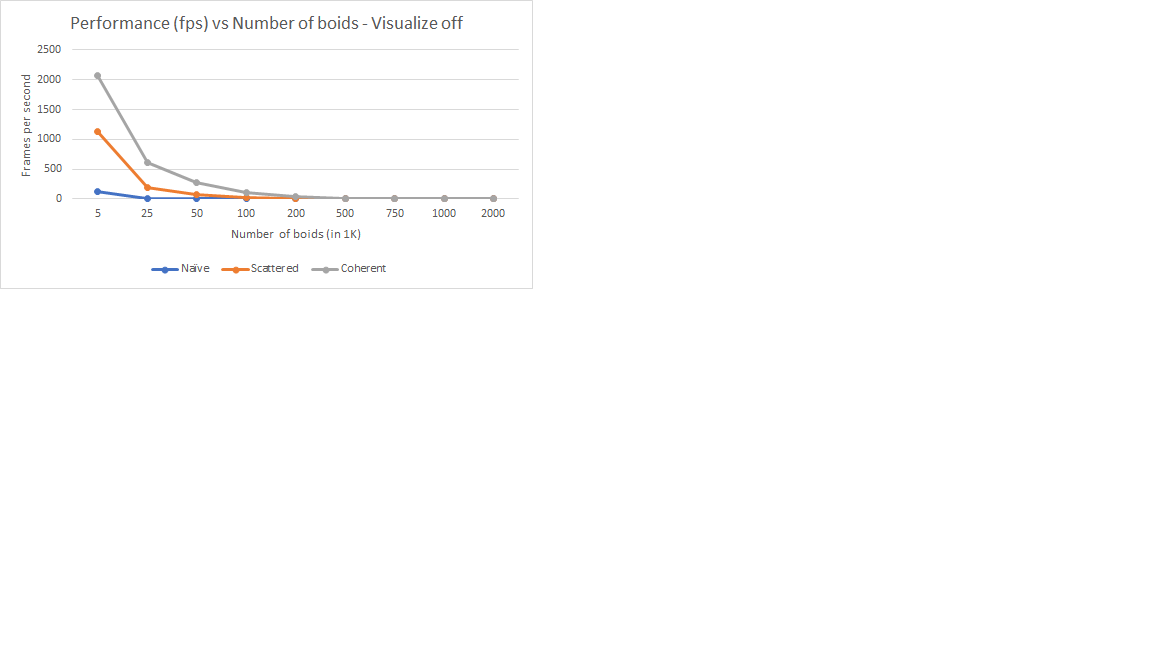 Performance (fps) vs Number of boids - Visualize off
2500
2000
1500
1000
500
0
Frames per second
5 25 50 100 200 500 750 1000 2000
Number of boids (in 1K)
Naïve Scattered Coherent